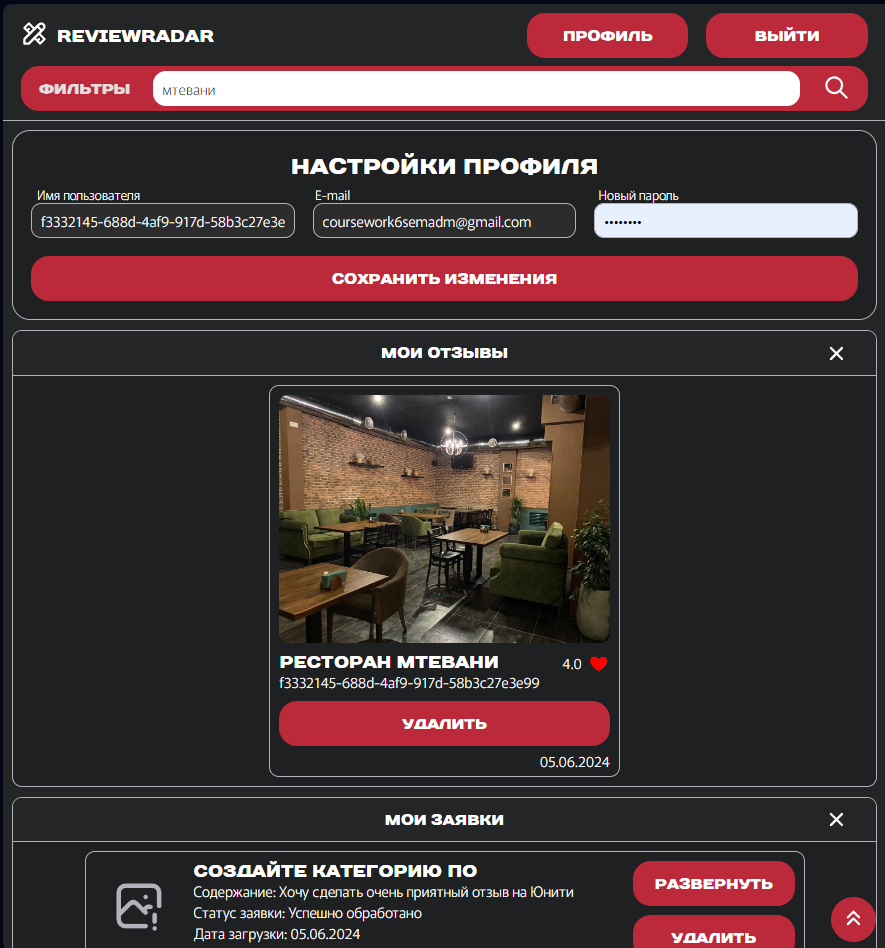 REVIEWRADAR
ПРОФИЛЬ
ВЫЙТИ
ФИЛЬТРЫ
мтевани
НАСТРОЙКИ ПРОФИЛЯ
Имя пользователя
E-mail
Новый пароль
f3332145-688d-4af9-917d-58b3c27e3e
coursework6semadm@gmail.com
••••••••
СОХРАНИТЬ ИЗМЕНЕНИЯ
МОИ ОТЗЫВЫ
РЕСТОРАН МТЕВАНИ
4.0
f3332145-688d-4af9-917d-58b3c27e3e99
УДАЛИТЬ
05.06.2024
МОИ ЗАЯВКИ
СОЗДАЙТЕ КАТЕГОРИЮ ПО
Содержание: Хочу сделать очень приятный отзыв на Юнити
Статус заявки: Успешно обработано
Дата загрузки: 05.06.2024
РАЗВЕРНУТЬ
УДАЛИТЬ